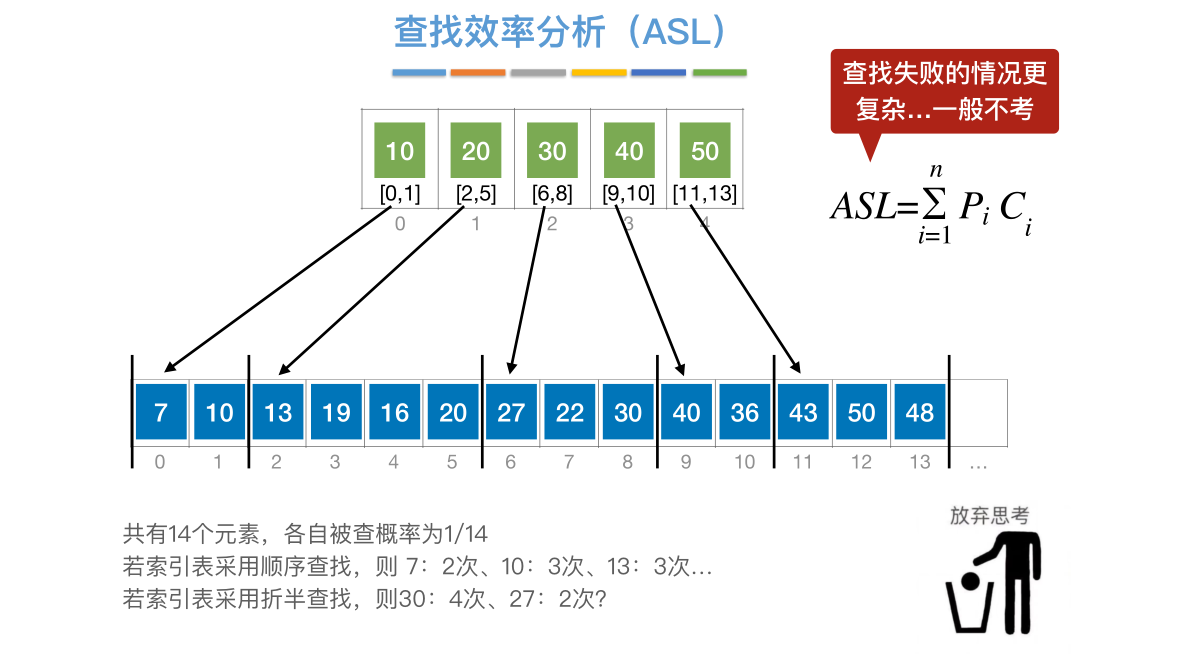 查找效率分析（ASL）
查找失败的情况更
复杂…一般不考
10 20 30 40 50
[0,1] [2,5] [6,8] [9,10] [11,13]
0 1 2 3 4
n
ASL=Σ Pi Ci
i=1
7 10 13 19 16 20 27 22 30 40 36 43 50 48
0 1 2 3 4 5 6 7 8 9 10 11 12 13 …
共有14个元素，各自被查概率为1/14
若索引表采用顺序查找，则 7：2次、10：3次、13：3次…
若索引表采用折半查找，则30：4次、27：2次?
放弃思考